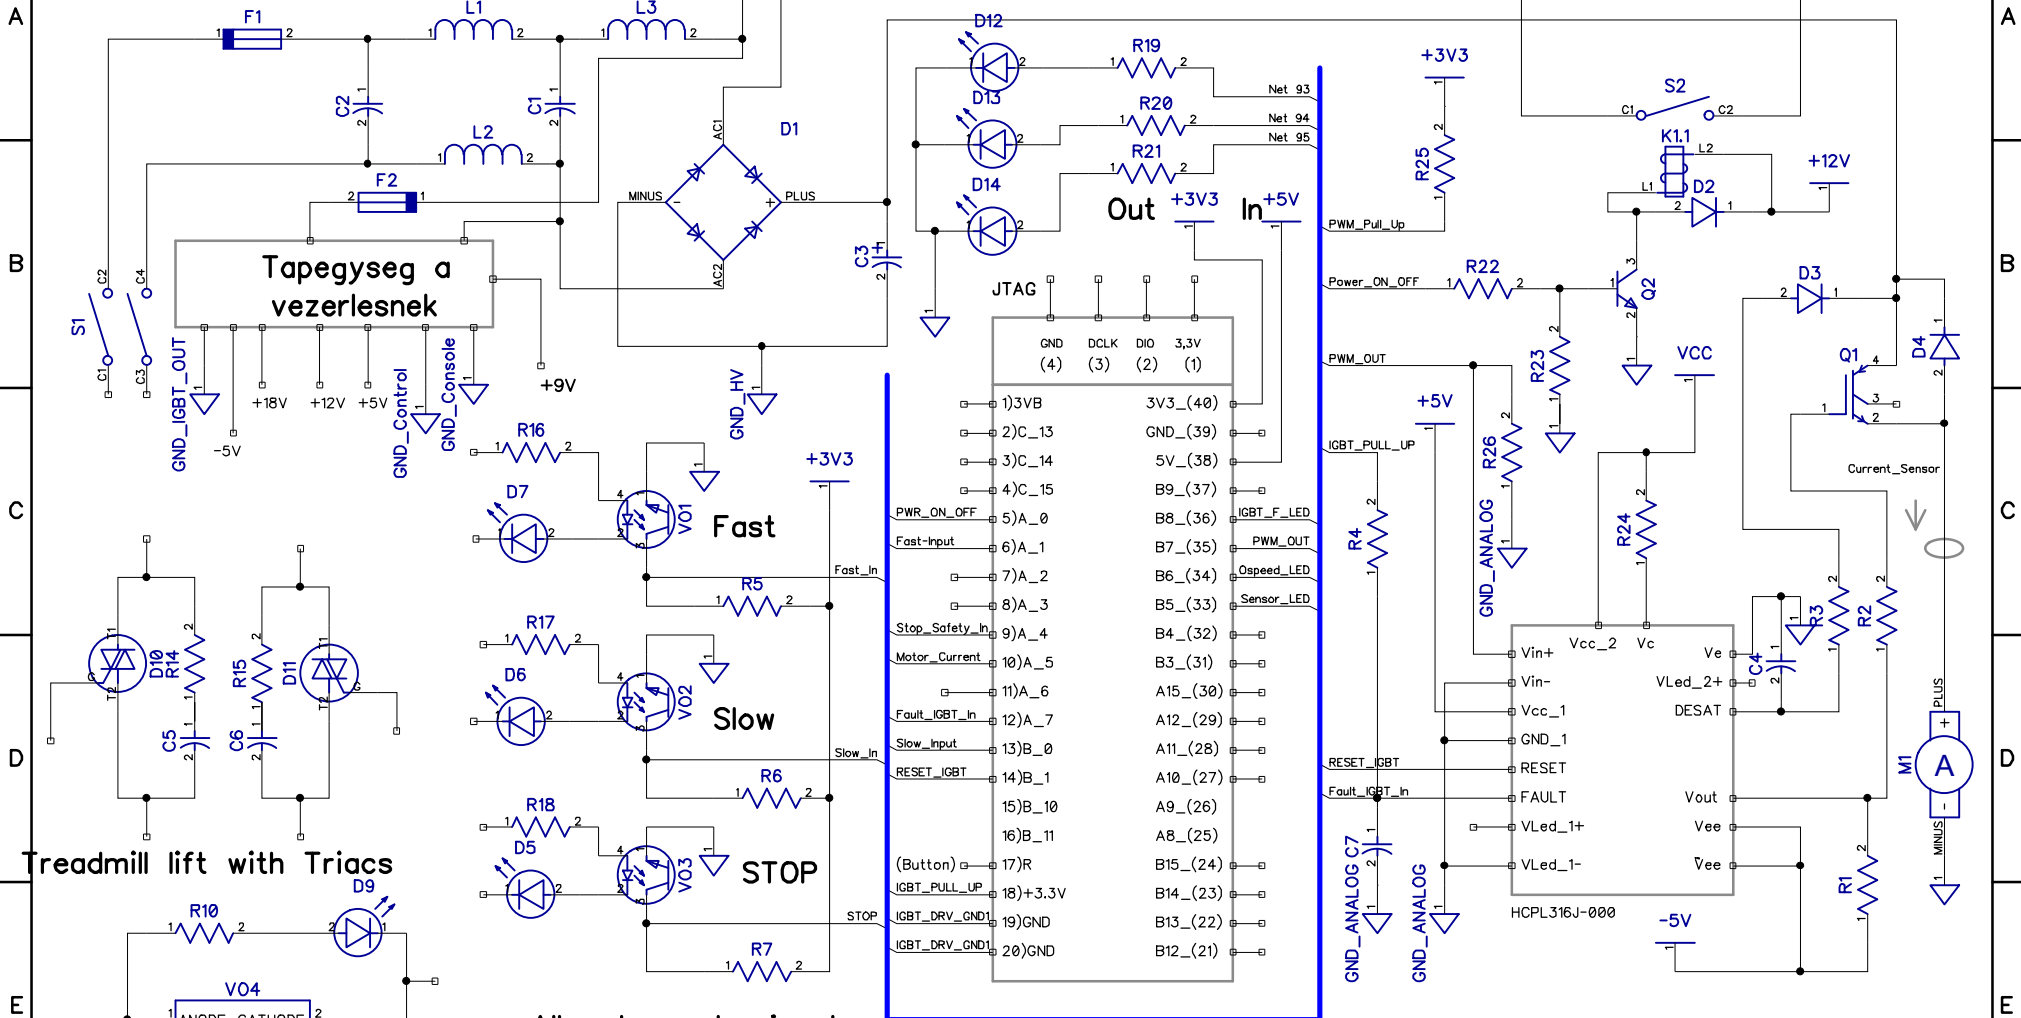 A
F1
L1
L3
D12
R19
+3V3
S2
A
C2
C1
L2
D1
D13
R20
R21
Net 93
Net 94
Net 95
R25
C1
C2
K1.1
L2
L1
D2
+12V
F2
MINUS
PLUS
AC1
AC2
D14
Out
+3V3
In
+5V
PWM_Pull_Up
B
Tapegyseg a
vezerlesnek
C3
JTAG
Power_ON_OFF
R22
Q2
D3
B
S1
C2
C4
C1
C3
GND
DCLK
DIO
3,3V
(4)
(3)
(2)
(1)
PWM_OUT
R23
VCC
Q1
D4
GND_IGBT_OUT
-5V
+18V
+12V
+5V
GND_Control
GND_Console
+9V
GND_HV
+5V
R16
D7
VO1
Fast
+3V3
1)3VB
2)C_13
3)C_14
4)C_15
5)A_0
6)A_1
7)A_2
8)A_3
9)A_4
10)A_5
11)A_6
12)A_7
13)B_0
14)B_1
15)B_10
16)B_11
17)R
18)+3.3V
19)GND
20)GND
3V3_(40)
GND_(39)
5V_(38)
B9_(37)
B8_(36)
B7_(35)
B6_(34)
B5_(33)
B4_(32)
B3_(31)
A15_(30)
A12_(29)
A11_(28)
A10_(27)
A9_(26)
A8_(25)
B15_(24)
B14_(23)
B13_(22)
B12_(21)
PWR_ON_OFF
Fast-Input
Stop_Safety_In
Motor_Current
Fault_IGBT_In
Slow_Input
RESET_IGBT
(Button)
IGBT_PULL_UP
IGBT_DRV_GND1
IGBT_DRV_GND1
IGBT_F_LED
PWM_OUT
Ospeed_LED
Sensor_LED
IGBT_PULL_UP
R4
R26
GND_ANALOG
R24
Current_Sensor
C
C
Fast_In
R5
R17
D6
VO2
Slow
Slow_In
R6
R18
D5
VO3
STOP
STOP
R7
D10
R14
C5
T1
T2
G
R15
D11
C6
T1
T2
G
D
Treadmill lift with Triacs
D9
R10
VO4
ANODE CATHODE
E
RESET_IGBT
Fault_IGBT_In
C7
GND_ANALOG
GND_ANALOG
Vcc_2
Vc
Vin+
Vin-
Vcc_1
GND_1
RESET
FAULT
VLed_1+
VLed_1-
Ve
VLed_2+
DESAT
Vout
Vee
Vee
HCPL316J-000
C4
R3
R2
R1
-5V
PLUS
+
M1
A
-
MINUS
D
E